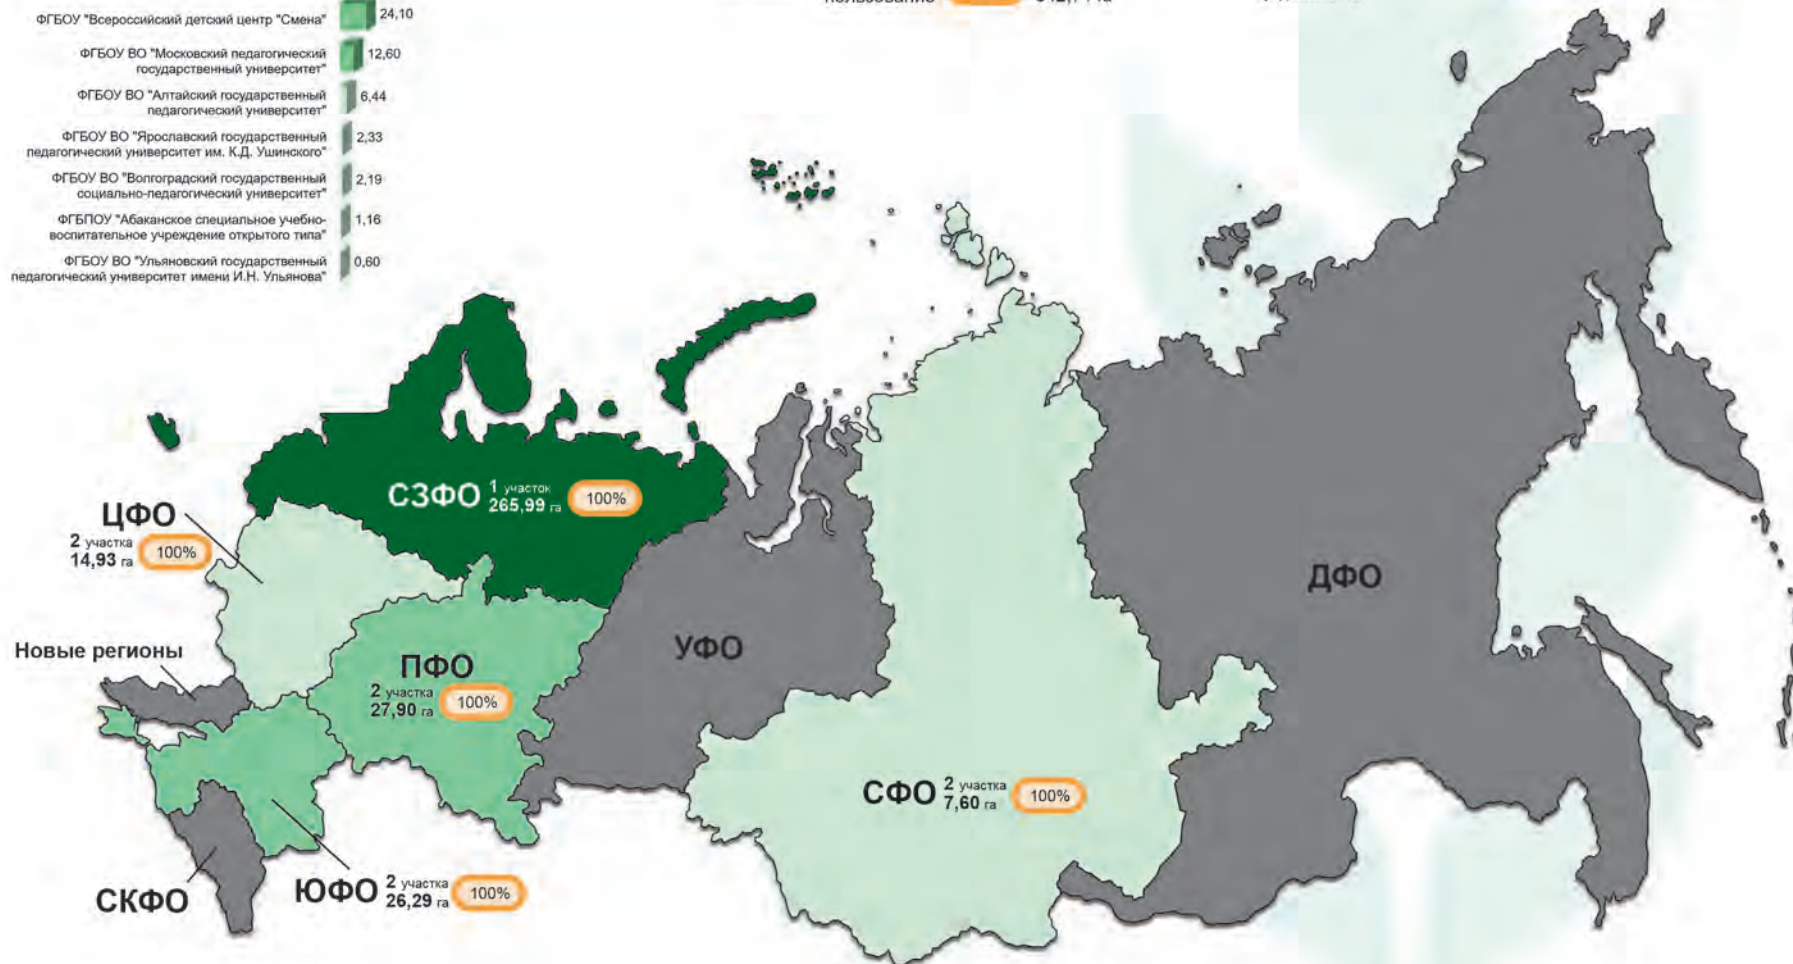 ФГБОУ "Всероссийский детский центр "Смена"
24,10
ФГБОУ ВО "Московский педагогический
государственный университет"
12,60
ФГБОУ ВО "Алтайский государственный
педагогический университет"
6,44
ФГБОУ ВО "Ярославский государственный
педагогический университет им. К.Д. Ушинского"
2,33
ФГБОУ ВО "Волгоградский государственный
социально-педагогический университет"
2,19
ФГБПОУ "Абаканское специальное учебно-
воспитательное учреждение открытого типа"
1,16
ФГБОУ ВО "Ульяновский государственный
педагогический университет имени И.Н. Ульянова"
0,60
пользование
СЗФО 1 участок
265,99 га
100%
ЦФО
2 участка
14,93 га
100%
Новые регионы
ПФО
2 участка
27,90 га
100%
УФО
ДФО
СФО 2 участка
7,60 га
100%
СКФО
ЮФО 2 участка
26,29 га
100%